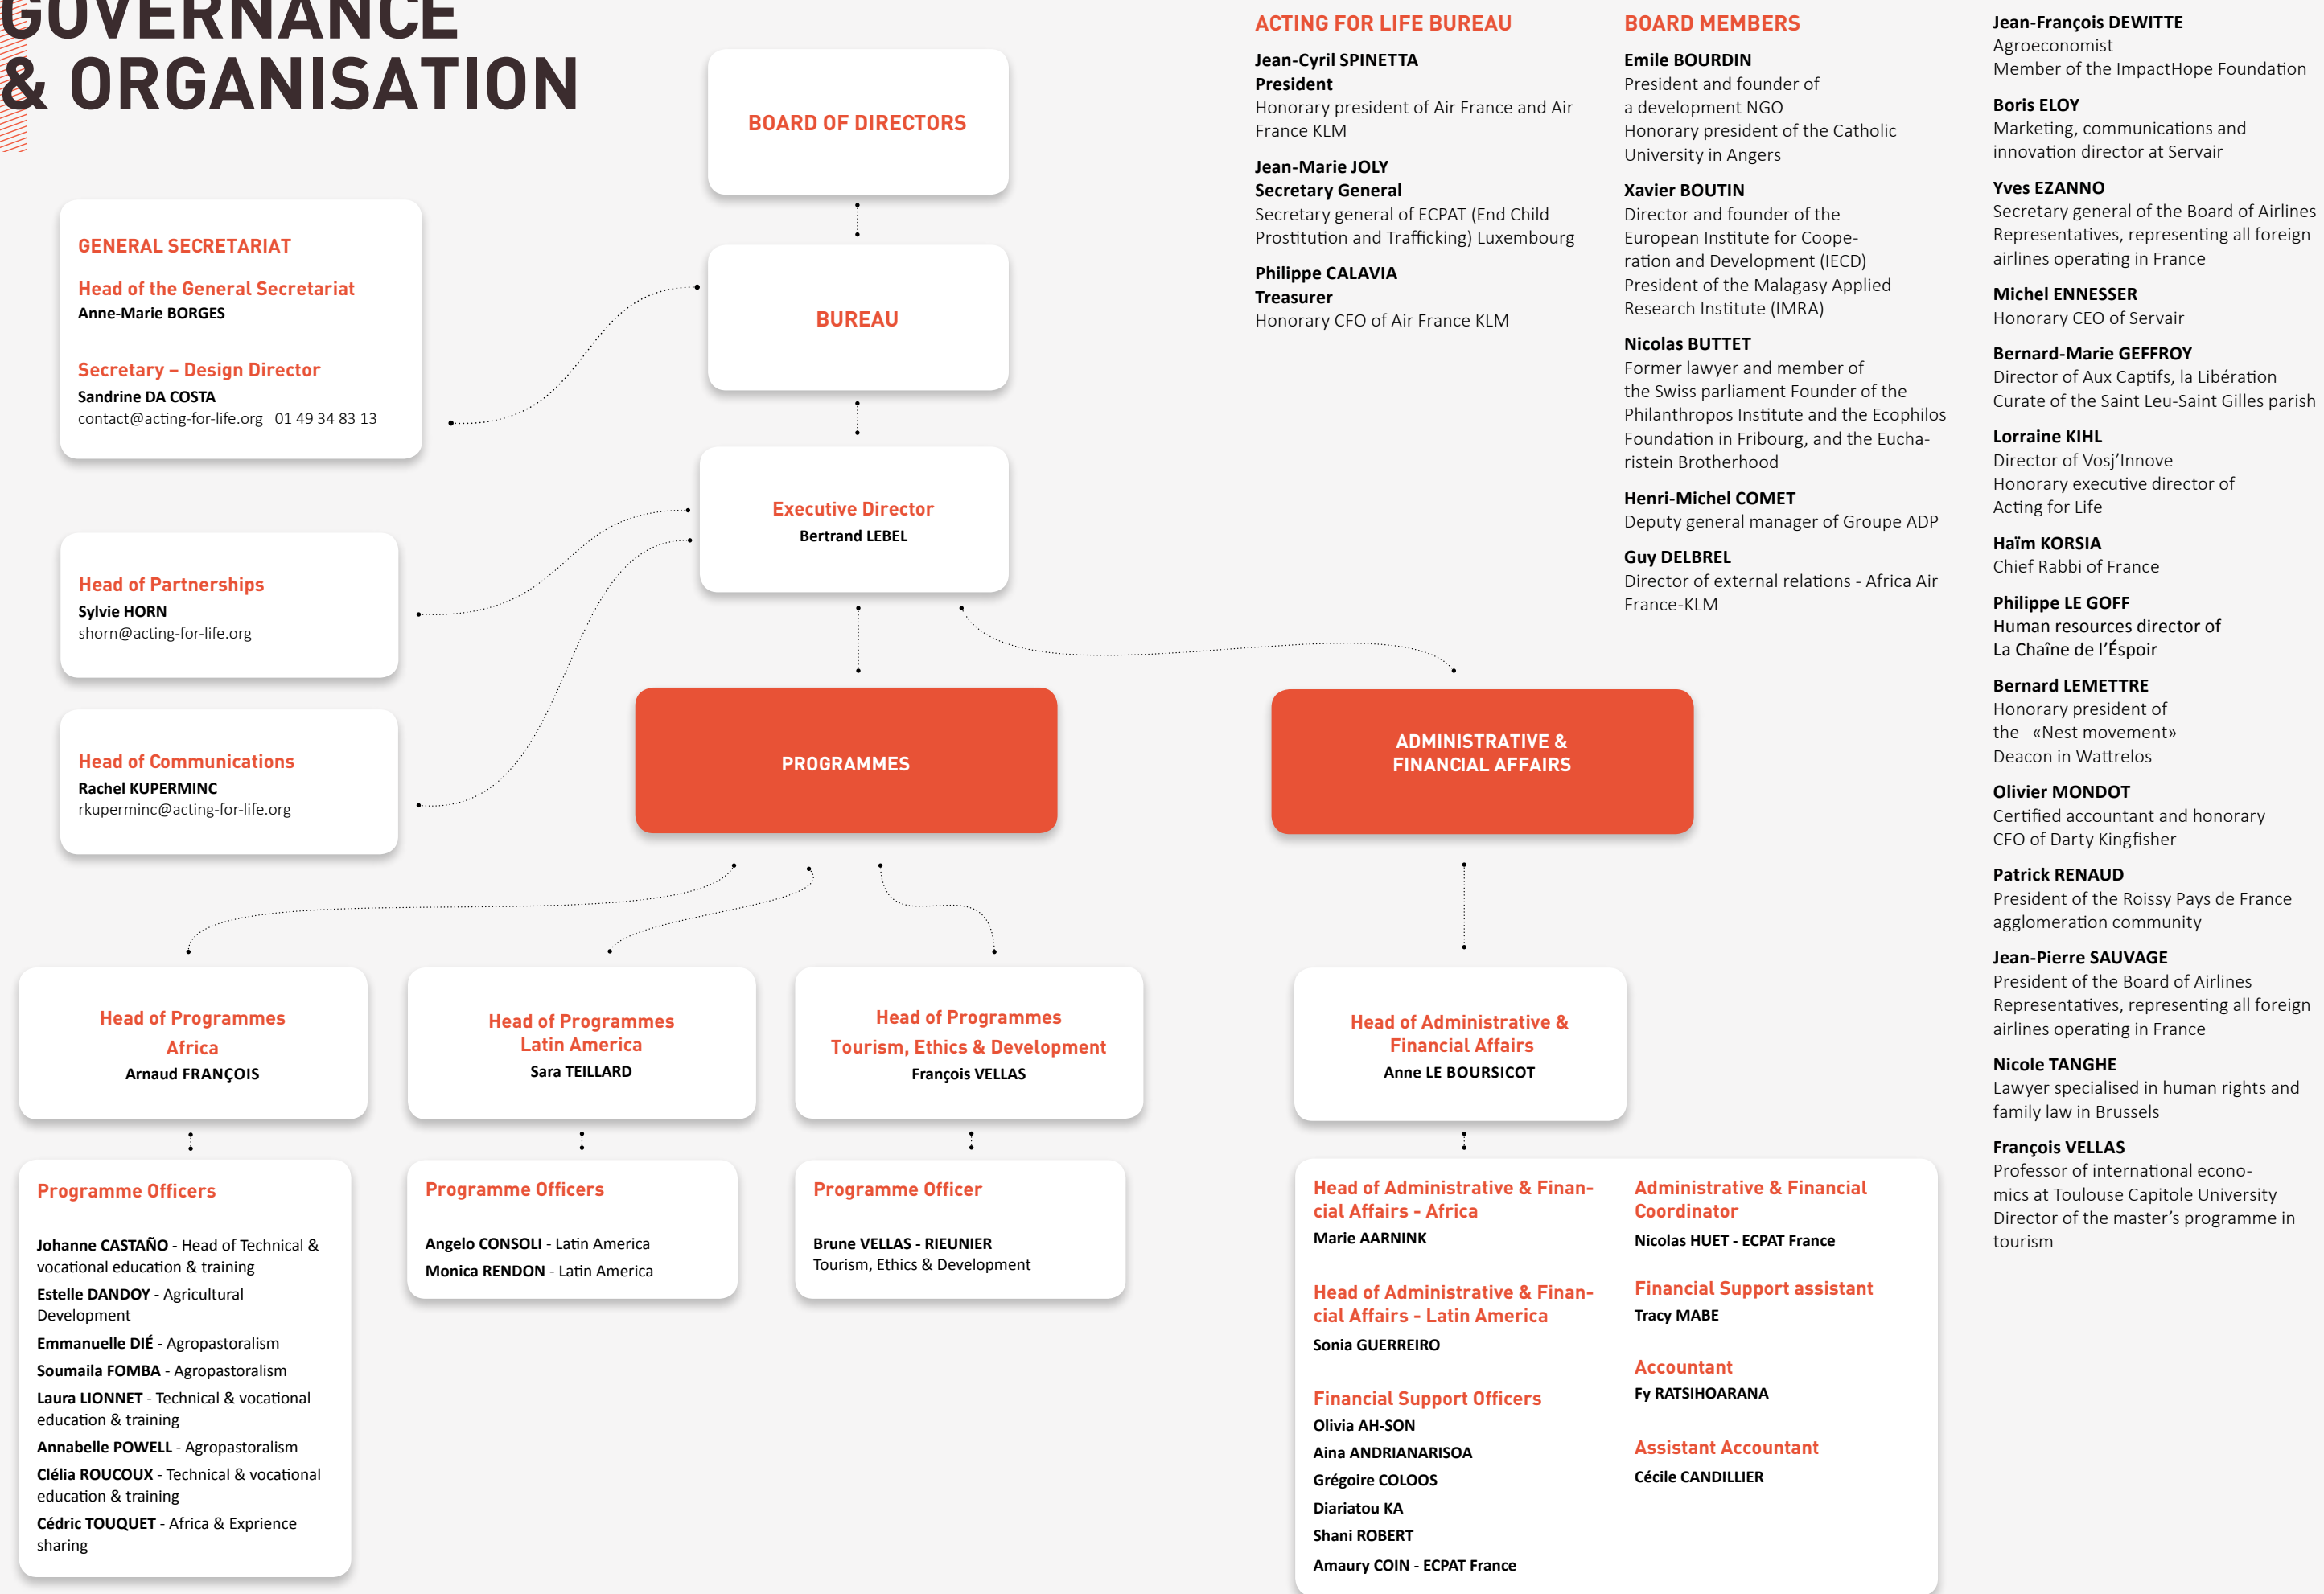 GOVERNANCE
& ORGANISATION
BOARD OF DIRECTORS
BUREAU
GENERAL SECRETARIAT
Head of the General Secretariat
Anne-Marie BORGES
Secretary – Design Director
Sandrine DA COSTA
contact@acting-for-life.org 01 49 34 83 13
Executive Director
Bertrand LEBEL
Head of Partnerships
Sylvie HORN
shorn@acting-for-life.org
Head of Communications
Rachel KUPERMINC
rkuperminc@acting-for-life.org
PROGRAMMES
ADMINISTRATIVE &
FINANCIAL AFFAIRS
Head of Programmes
Africa
Arnaud FRANÇOIS
Head of Programmes
Latin America
Sara TEILLARD
Head of Programmes
Tourism, Ethics & Development
François VELLAS
Head of Administrative &
Financial Affairs
Anne LE BOURSICOT
Programme Officers
Johanne CASTAÑO - Head of Technical &
vocational education & training
Estelle DANDOY - Agricultural
Development
Emmanuelle DIÉ - Agropastoralism
Soumaila FOMBA - Agropastoralism
Laura LIONNET - Technical & vocational
education & training
Annabelle POWELL - Agropastoralism
Clélia ROUCOUX - Technical & vocational
education & training
Cédric TOUQUET - Africa & Exprience
sharing
Programme Officers
Angelo CONSOLI - Latin America
Monica RENDON - Latin America
Programme Officer
Brune VELLAS - RIEUNIER
Tourism, Ethics & Development
Head of Administrative & Finan-
cial Affairs - Africa
Marie AARNINK
Head of Administrative & Finan-
cial Affairs - Latin America
Sonia GUERREIRO
Financial Support Officers
Olivia AH-SON
Aina ANDRIANARISOA
Grégoire COLOOS
Diariatou KA
Shani ROBERT
Amaury COIN - ECPAT France
Administrative & Financial
Coordinator
Nicolas HUET - ECPAT France
Financial Support assistant
Tracy MABE
Accountant
Fy RATSIHOARANA
Assistant Accountant
Cécile CANDILLIER
ACTING FOR LIFE BUREAU
Jean-Cyril SPINETTA
President
Honorary president of Air France and Air
France KLM
Jean-Marie JOLY
Secretary General
Secretary general of ECPAT (End Child
Prostitution and Trafficking) Luxembourg
Philippe CALAVIA
Treasurer
Honorary CFO of Air France KLM
BOARD MEMBERS
Emile BOURDIN
President and founder of
a development NGO
Honorary president of the Catholic
University in Angers
Xavier BOUTIN
Director and founder of the
European Institute for Coope-
ration and Development (IECD)
President of the Malagasy Applied
Research Institute (IMRA)
Nicolas BUTTET
Former lawyer and member of
the Swiss parliament Founder of the
Philanthropos Institute and the Ecophilos
Foundation in Fribourg, and the Eucha-
ristein Brotherhood
Henri-Michel COMET
Deputy general manager of Groupe ADP
Guy DELBREL
Director of external relations - Africa Air
France-KLM
Jean-François DEWITTE
Agroeconomist
Member of the ImpactHope Foundation
Boris ELOY
Marketing, communications and
innovation director at Servair
Yves EZANNO
Secretary general of the Board of Airlines
Representatives, representing all foreign
airlines operating in France
Michel ENNESSER
Honorary CEO of Servair
Bernard-Marie GEFFROY
Director of Aux Captifs, la Libération
Curate of the Saint Leu-Saint Gilles parish
Lorraine KIHL
Director of Vosj’Innove
Honorary executive director of
Acting for Life
Haïm KORSIA
Chief Rabbi of France
Philippe LE GOFF
Human resources director of
La Chaîne de l’Éspoir
Bernard LEMETTRE
Honorary president of
the «Nest movement»
Deacon in Wattrelos
Olivier MONDOT
Certified accountant and honorary
CFO of Darty Kingfisher
Patrick RENAUD
President of the Roissy Pays de France
agglomeration community
Jean-Pierre SAUVAGE
President of the Board of Airlines
Representatives, representing all foreign
airlines operating in France
Nicole TANGHE
Lawyer specialised in human rights and
family law in Brussels
François VELLAS
Professor of international econo-
mics at Toulouse Capitole University
Director of the master’s programme in
tourism